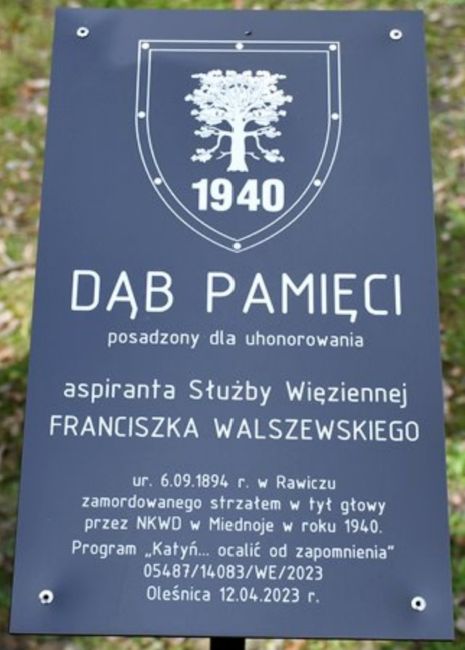 1940
DĄB PAMIĘCI
posadzony dla uhonorowania
aspiranta Służby Więziennej
FRANCISZKA WALSZEWSKIEGO
ur. 6.09.1894 r. w Rawiczu
zamordowanego strzałem w tył głowy
przez NKWD w Miednoje w roku 1940.
Program „Katyń... ocalić od zapomnienia”
05487/14083/WE/2023
Oleśnica 12.04.2023 r.